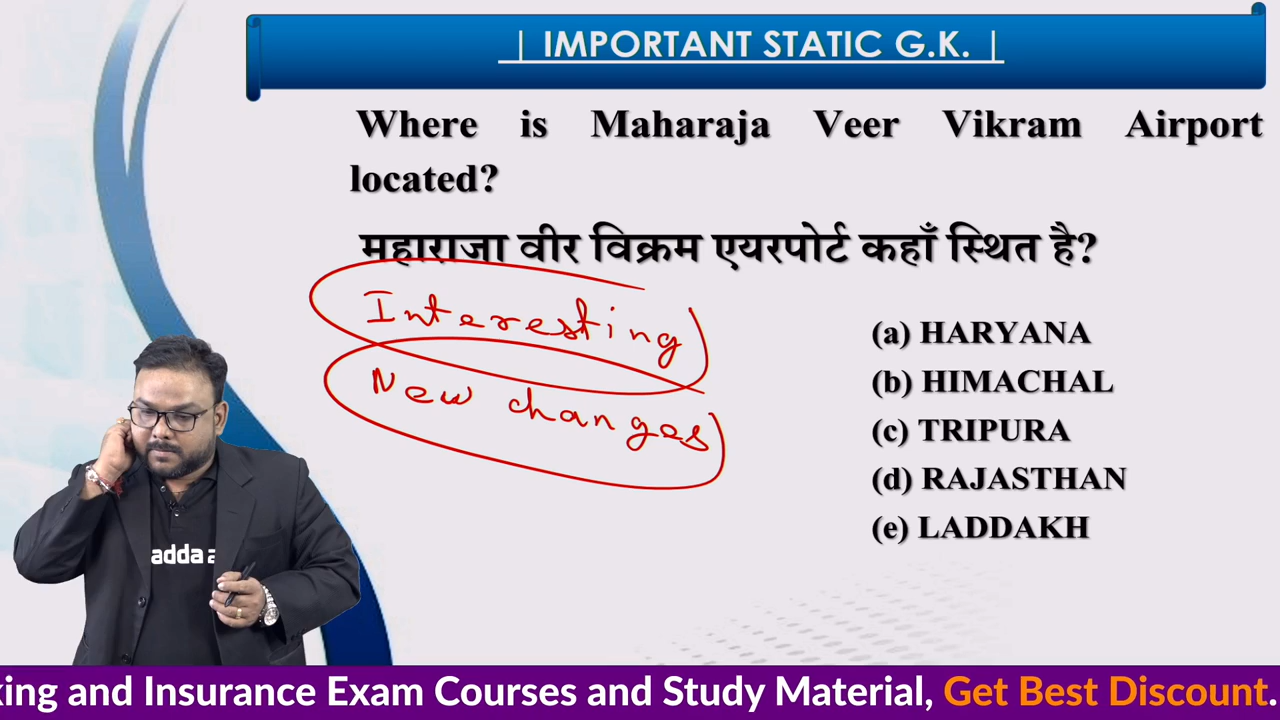 | IMPORTANT STATIC G.K. |
Where is Maharaja Veer Vikram Airport
located?
महाराजा वीर विक्रम एयरपोर्ट कहाँ स्थित है?
Interesting
New changes
(a) HARYANA
(b) HIMACHAL
(c) TRIPURA
(d) RAJASTHAN
(e) LADDAKH
adda
king and Insurance Exam Courses and Study Material, Get Best Discount.